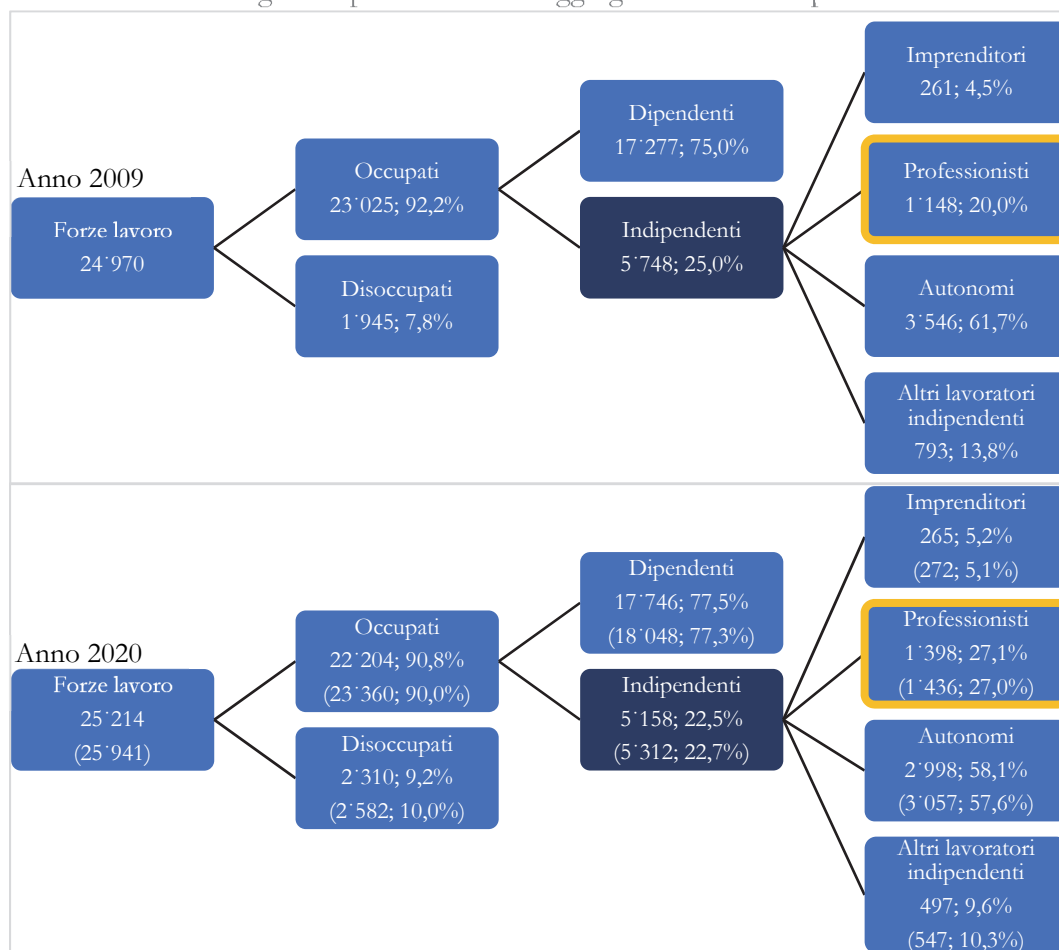 Anno 2009
Forze lavoro
24˙970
Occupati
23˙025; 92,2%
Disoccupati
1˙945; 7,8%
Dipendenti
17˙277; 75,0%
Indipendenti
5˙748; 25,0%
Imprenditori
261; 4,5%
Professionisti
1˙148; 20,0%
Autonomi
3˙546; 61,7%
Altri lavoratori
indipendenti
793; 13,8%
Anno 2020
Forze lavoro
25˙214
(25˙941)
Occupati
22˙204; 90,8%
(23˙360; 90,0%)
Disoccupati
2˙310; 9,2%
(2˙582; 10,0%)
Dipendenti
17˙746; 77,5%
(18˙048; 77,3%)
Indipendenti
5˙158; 22,5%
(5˙312; 22,7%)
Imprenditori
265; 5,2%
(272; 5,1%)
Professionisti
1˙398; 27,1%
(1˙436; 27,0%)
Autonomi
2˙998; 58,1%
(3˙057; 57,6%)
Altri lavoratori
indipendenti
497; 9,6%
(547; 10,3%)